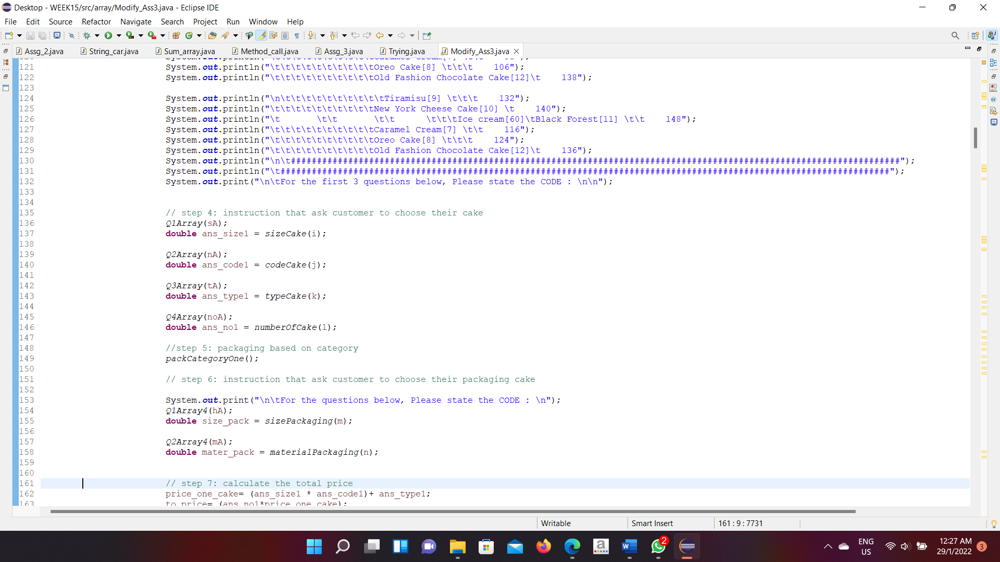 Desktop - WEEK15/src/array/Modify_Ass3.java - Eclipse IDE
File Edit Source Refactor Navigate Search Project Run Window Help
Assg_2.java String_car.java Sum_array.java Method_call.java Assg_3.java Trying.java Modify_Ass3.java
121 System.out.println("\t\t\t\t\t\t\t\t\t\tOreo Cake[8] \t\t\t    106");
122 System.out.println("\t\t\t\t\t\t\t\t\t\tOld Fashion Chocolate Cake[12]\t    138");
123
124 System.out.println("\n\t\t\t\t\t\t\t\t\t\tTiramisu[9] \t\t\t    132");
125 System.out.println("\t\t\t\t\t\t\t\t\t\tNew York Cheese Cake[10] \t    140");
126 System.out.println("\t       \t\t       \t\t      \t\t\tIce cream[60]\tBlack Forest[11] \t\t    148");
127 System.out.println("\t\t\t\t\t\t\t\t\t\tCaramel Cream[7] \t\t    116");
128 System.out.println("\t\t\t\t\t\t\t\t\t\tOreo Cake[8] \t\t\t    124");
129 System.out.println("\t\t\t\t\t\t\t\t\t\tOld Fashion Chocolate Cake[12]\t    136");
130 System.out.println("\n\t#####################################################################################################################");
131 System.out.println("\t#####################################################################################################################");
132 System.out.print("\n\tFor the first 3 questions below, Please state the CODE : \n\n");
133
134
135 // step 4: instruction that ask customer to choose their cake
136 Q1Array(sA);
137 double ans_size1 = sizeCake(i);
138
139 Q2Array(nA);
140 double ans_code1 = codeCake(j);
141
142 Q3Array(tA);
143 double ans_type1 = typeCake(k);
144
145 Q4Array(noA);
146 double ans_no1 = numberOfCake(l);
147
148 //step 5: packaging based on category
149 packCategoryOne();
150
151 // step 6: instruction that ask customer to choose their packaging cake
152
153 System.out.print("\n\tFor the questions below, Please state the CODE : \n");
154 Q1Array4(hA);
155 double size_pack = sizePackaging(m);
156
157 Q2Array4(mA);
158 double mater_pack = materialPackaging(n);
159
160
161 // step 7: calculate the total price
162 price_one_cake= (ans_size1 * ans_code1)+ ans_type1;
163 to_price= (ans_no1*price_one_cake);
Writable Smart Insert 161 : 9 : 7731
2
ENG
US
12:27 AM
29/1/2022
3